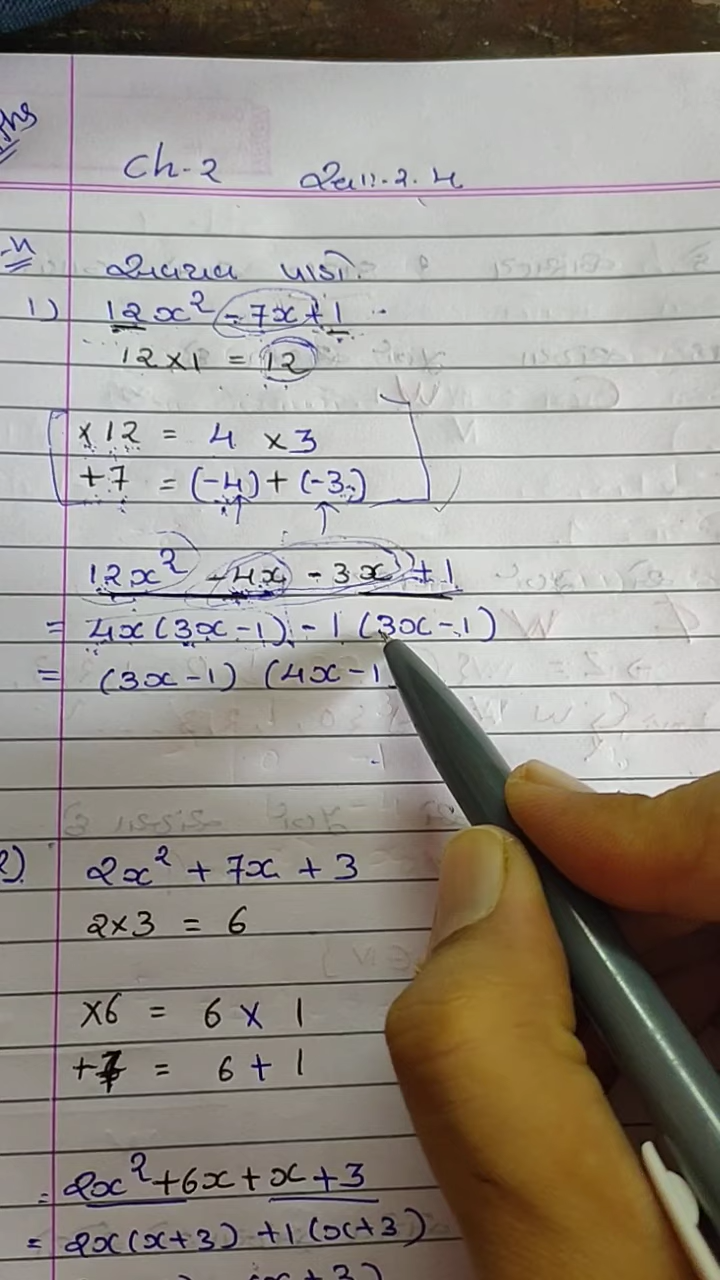 Ch-2 સ્વા. 2.4
અવયવ પાડો.
1) 12x² - 7x + 1
12 × 1 = 12
× 12 = 4 × 3
+ 7 = (-4) + (-3)
12x² - 4x - 3x + 1
= 4x(3x - 1) - 1 (3x - 1)
= (3x - 1) (4x - 1
2) 2x² + 7x + 3
2×3 = 6
×6 = 6 × 1
+7 = 6 + 1
= 2x² + 6x + x + 3
= 2x(x+3) + 1(x+3)